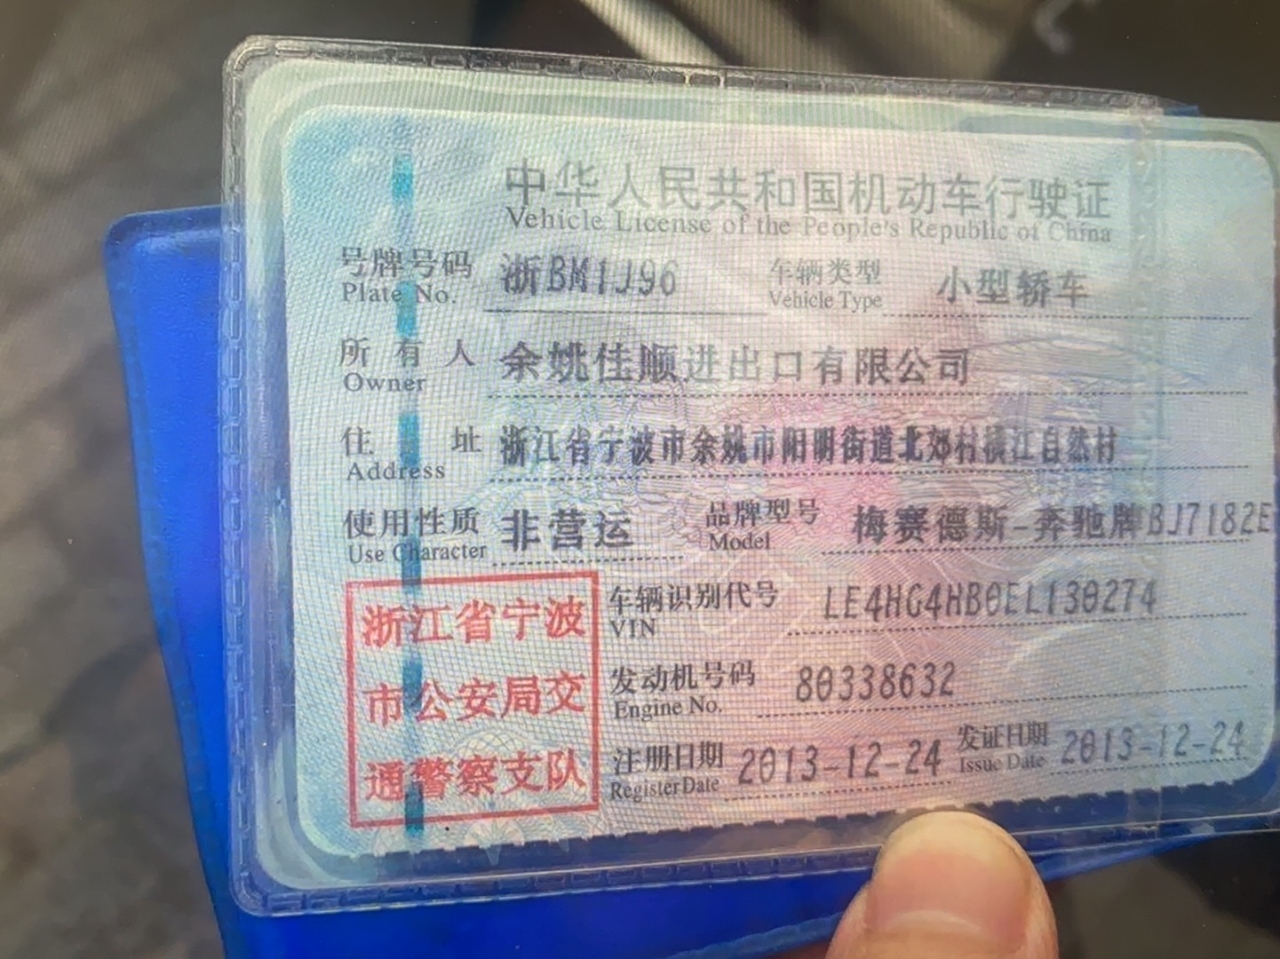 中华人民共和国机动车行驶证
Vehicle License of the People's Republic of China
号牌号码 浙BM1J96 车辆类型 小型轿车
Plate No. Vehicle Type
所有人 余姚佳顺进出口有限公司
Owner
住址 浙江省宁波市余姚市阳明街道北郊村横江自然村
Address
使用性质 非营运 品牌型号 梅赛德斯-奔驰牌BJ7182E
Use Character Model
浙江省宁波
市公安局交
通警察支队
车辆识别代号 LE4HG4HB0EL130274
VIN
发动机号码 80338632
Engine No.
注册日期 2013-12-24 发证日期 2013-12-24
Register Date Issue Date